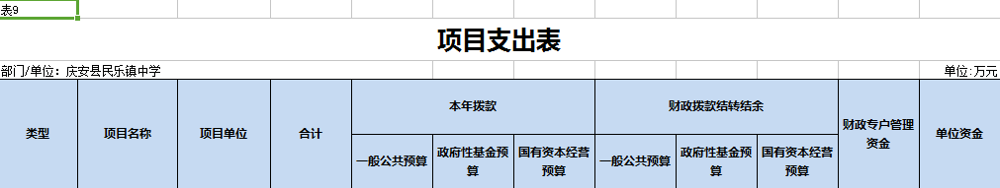 表9
项目支出表
部门/单位：庆安县民乐镇中学
单位:万元
类型
项目名称
项目单位
合计
本年拨款
财政拨款结转结余
财政专户管理
资金
单位资金
一般公共预算
政府性基金预
算
国有资本经营
预算
一般公共预算
政府性基金预
算
国有资本经营
预算